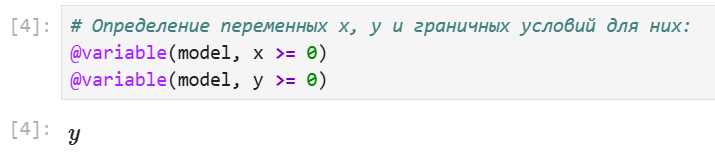 [4]: # Определение переменных x, y и граничных условий для них:
@variable(model, x >= 0)
@variable(model, y >= 0)
[4]: y